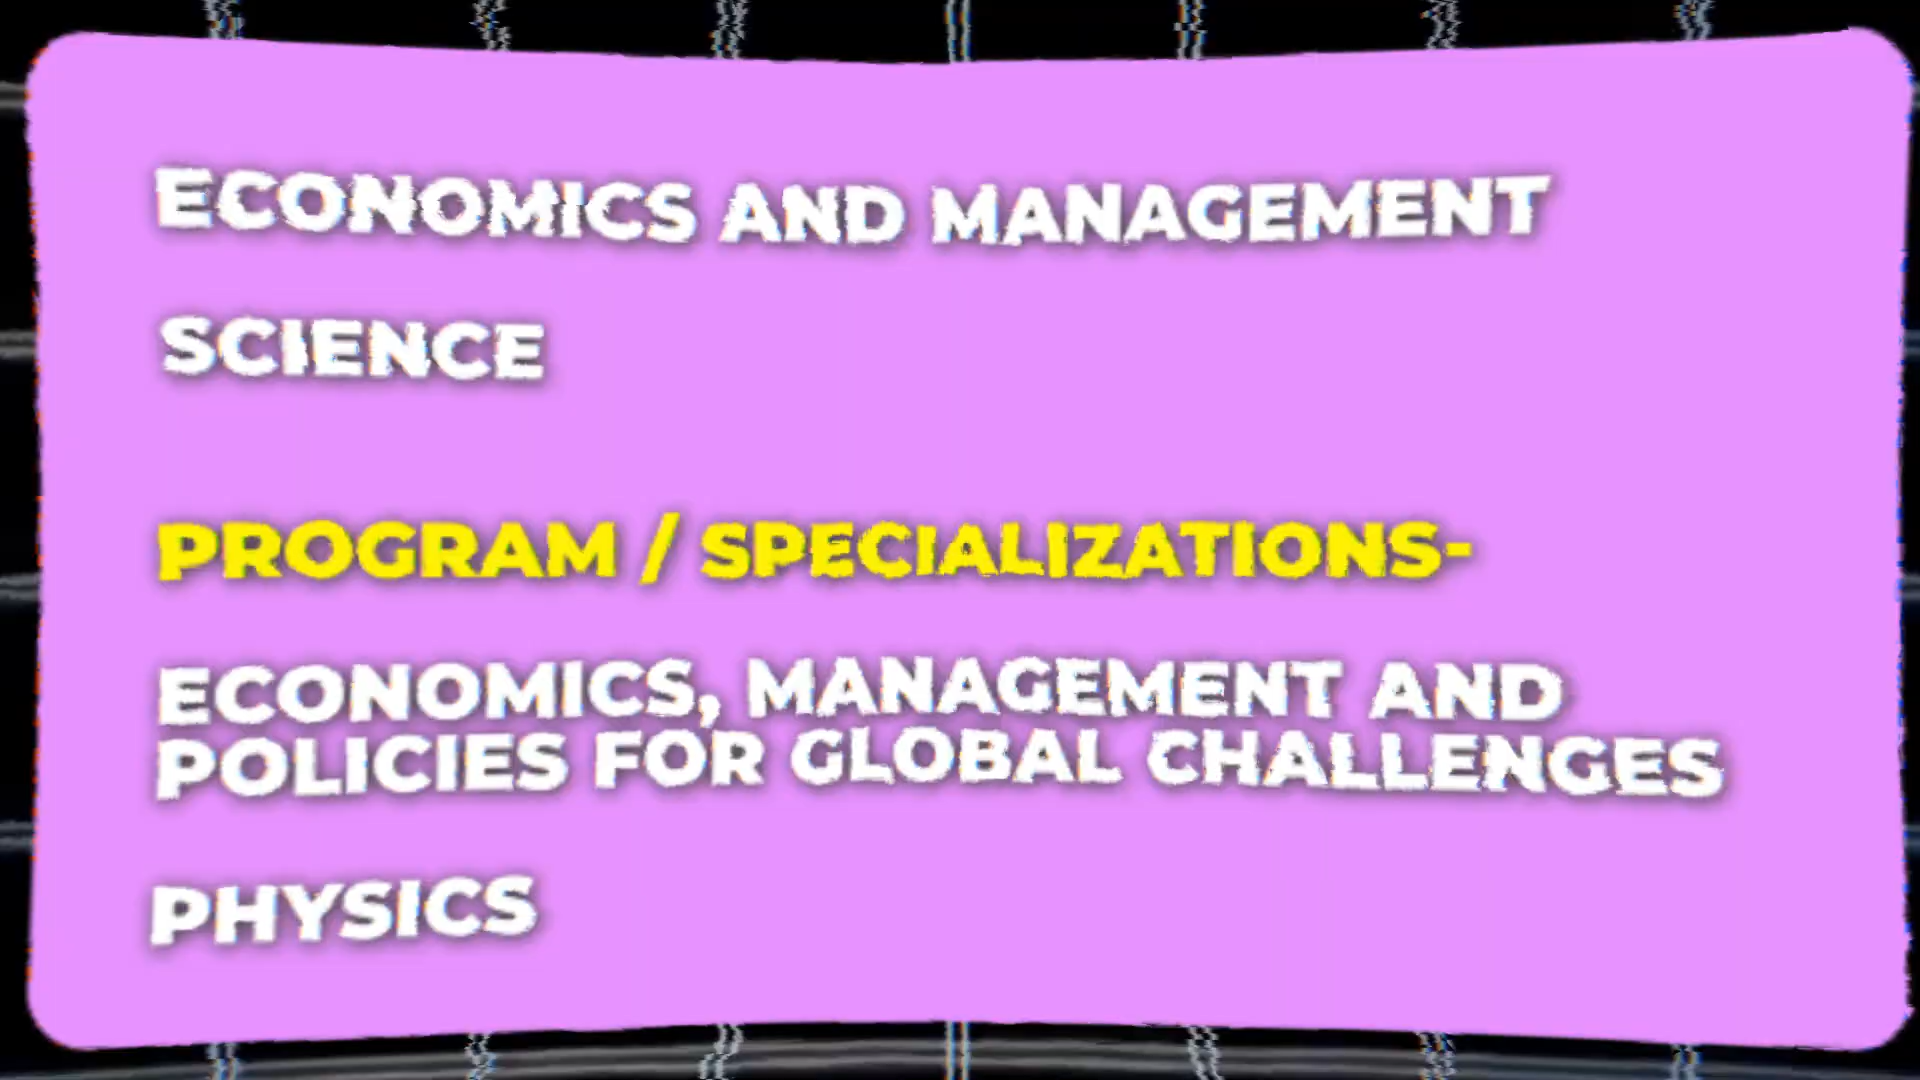 ECONOMICS AND MANAGEMENT
SCIENCE
PROGRAM / SPECIALIZATIONS-
ECONOMICS, MANAGEMENT AND
POLICIES FOR GLOBAL CHALLENGES
PHYSICS